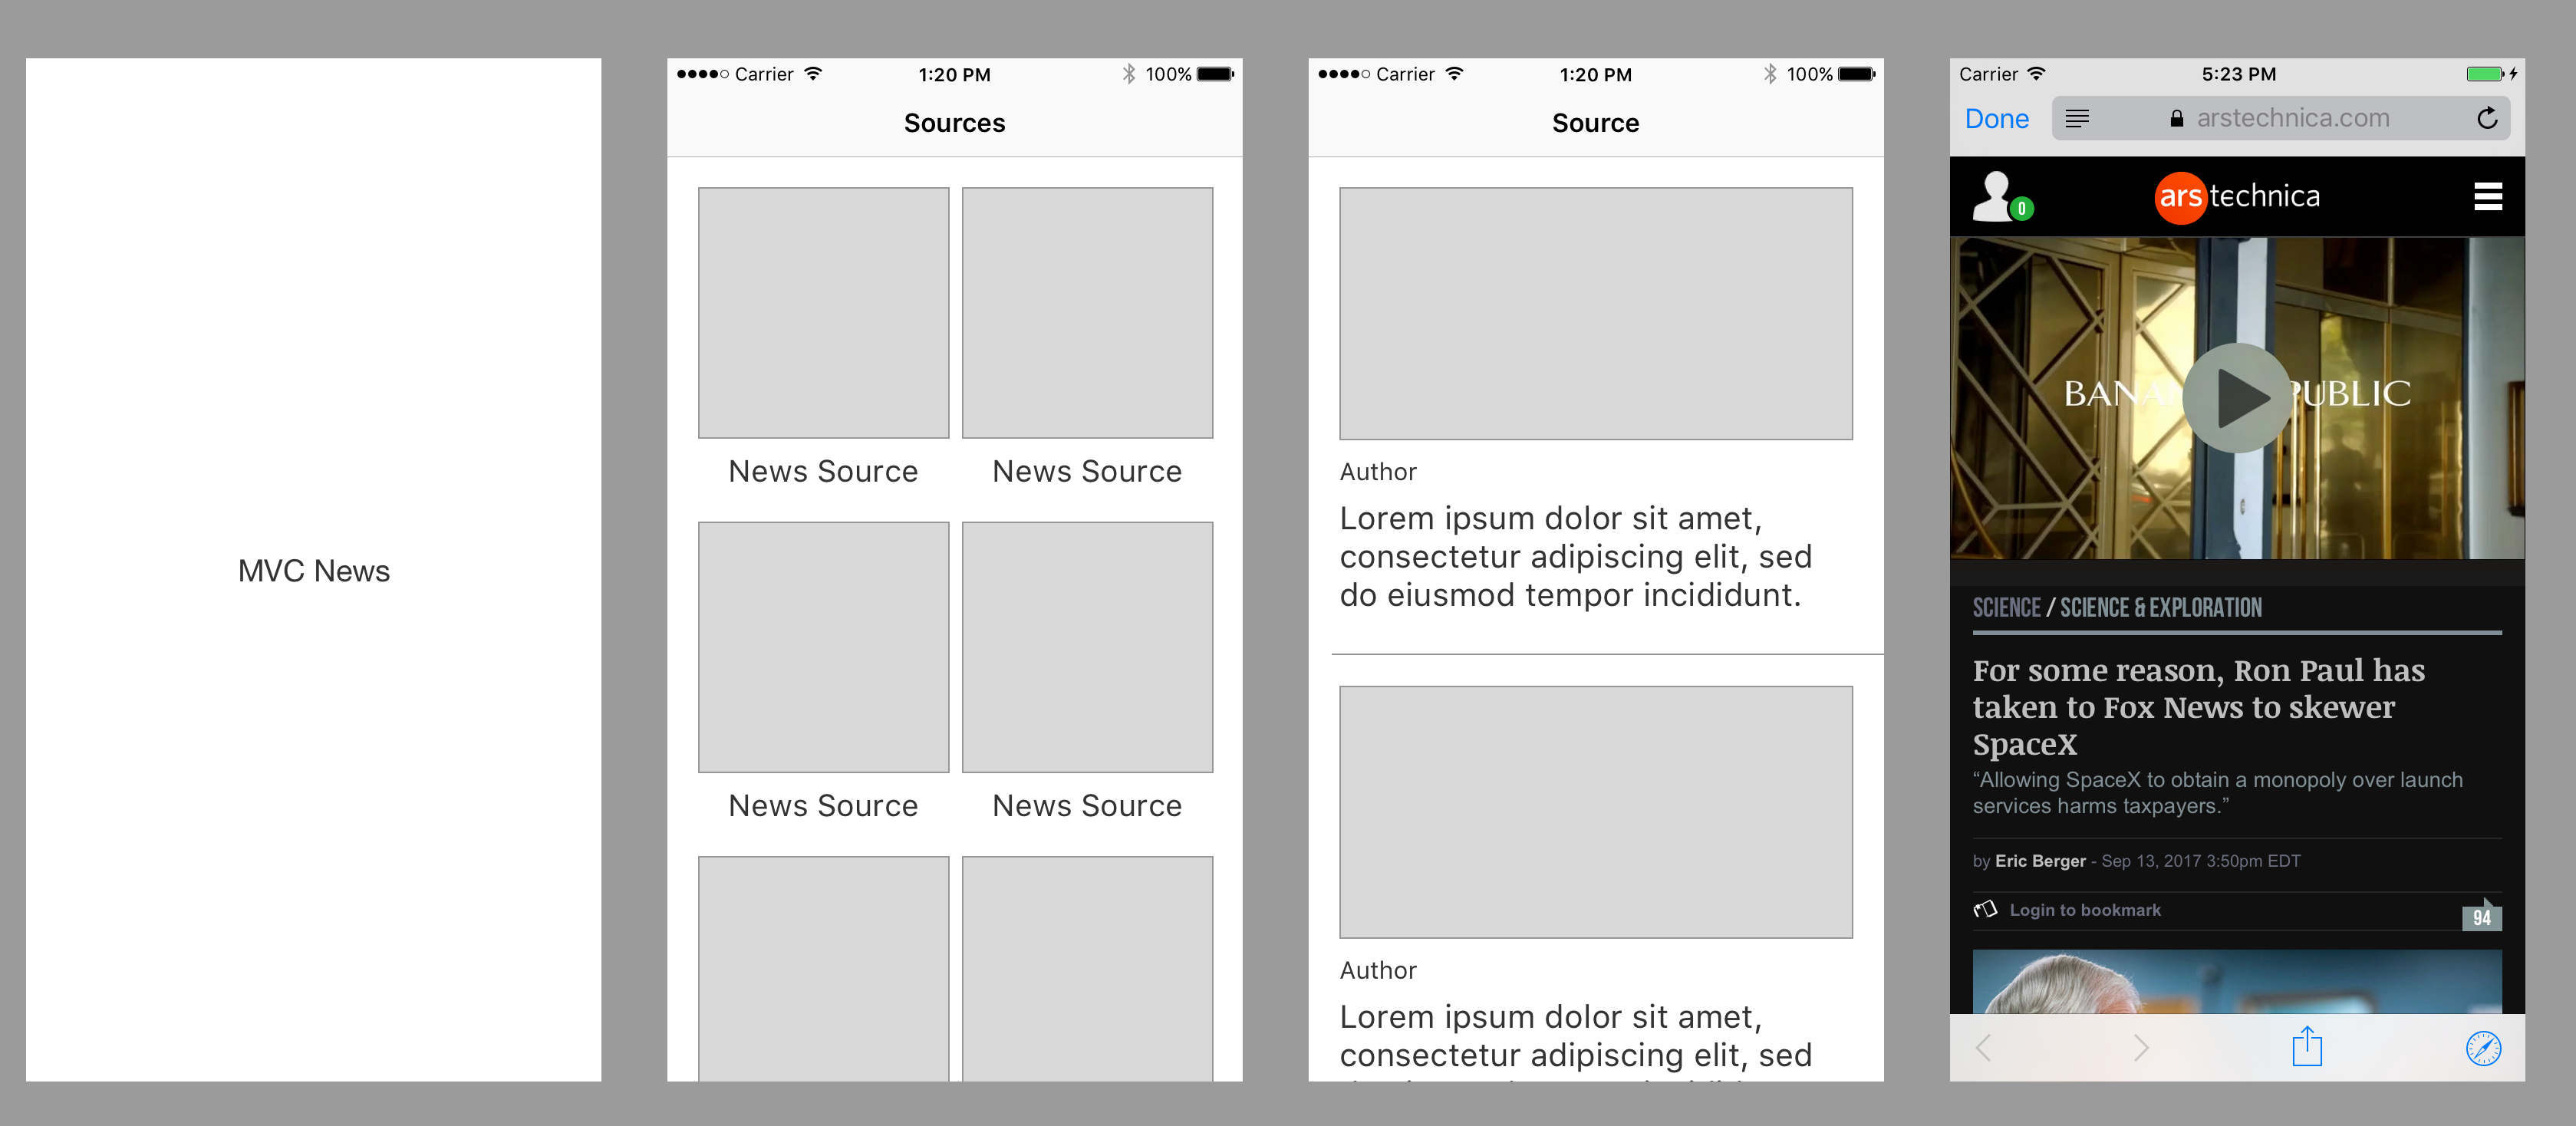 MVC News
Carrier 1:20 PM 100%
Sources
News Source News Source
News Source News Source
Carrier 1:20 PM 100%
Source
Author
Lorem ipsum dolor sit amet,
consectetur adipiscing elit, sed
do eiusmod tempor incididunt.
Author
Lorem ipsum dolor sit amet,
consectetur adipiscing elit, sed
Carrier 5:23 PM
Done arstechnica.com
0 ars technica
BANA PUBLIC
SCIENCE / SCIENCE & EXPLORATION
For some reason, Ron Paul has
taken to Fox News to skewer
SpaceX
“Allowing SpaceX to obtain a monopoly over launch
services harms taxpayers.”
by Eric Berger - Sep 13, 2017 3:50pm EDT
Login to bookmark 94